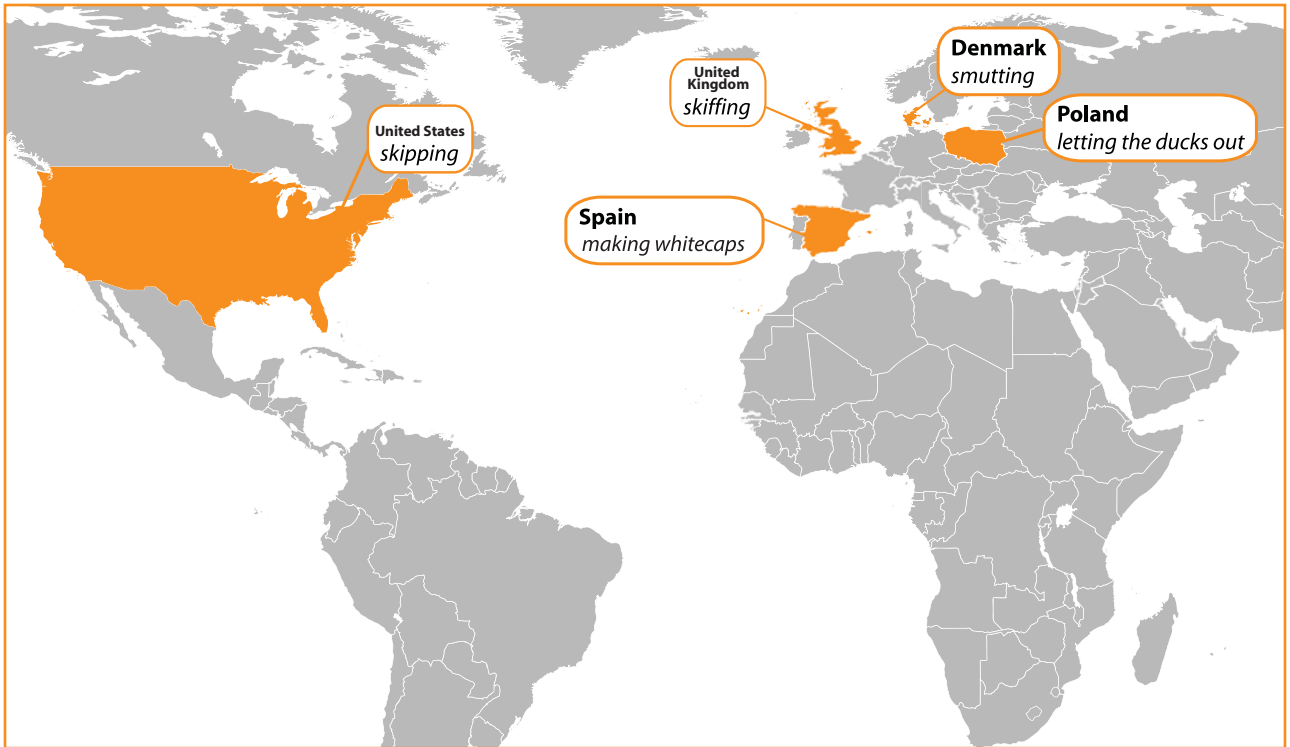 Denmark
smutting
United
Kingdom
skiffing
Poland
letting the ducks out
United States
skipping
Spain
making whitecaps